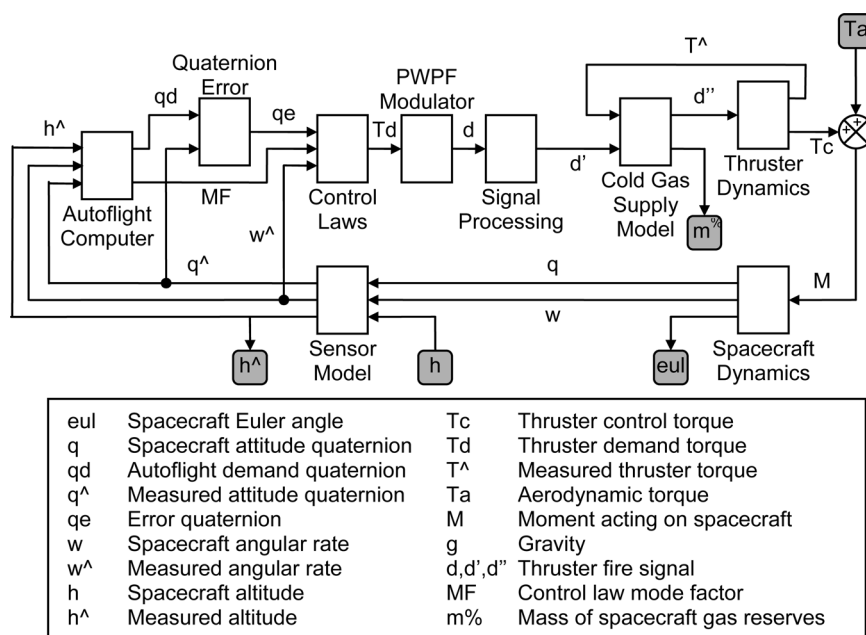 Ta
T^
Quaternion
Error
PWPF
Modulator
qd
qe
h^
Td
d
d''
Tc
d'
MF
Autoflight
Computer
Control
Laws
Signal
Processing
Cold Gas
Supply
Model
Thruster
Dynamics
w^
m%
q^
q
M
w
Sensor
Model
Spacecraft
Dynamics
h^
h
eul
eul Spacecraft Euler angle
q Spacecraft attitude quaternion
qd Autoflight demand quaternion
q^ Measured attitude quaternion
qe Error quaternion
w Spacecraft angular rate
w^ Measured angular rate
h Spacecraft altitude
h^ Measured altitude
Tc Thruster control torque
Td Thruster demand torque
T^ Measured thruster torque
Ta Aerodynamic torque
M Moment acting on spacecraft
g Gravity
d,d’,d” Thruster fire signal
MF Control law mode factor
m% Mass of spacecraft gas reserves